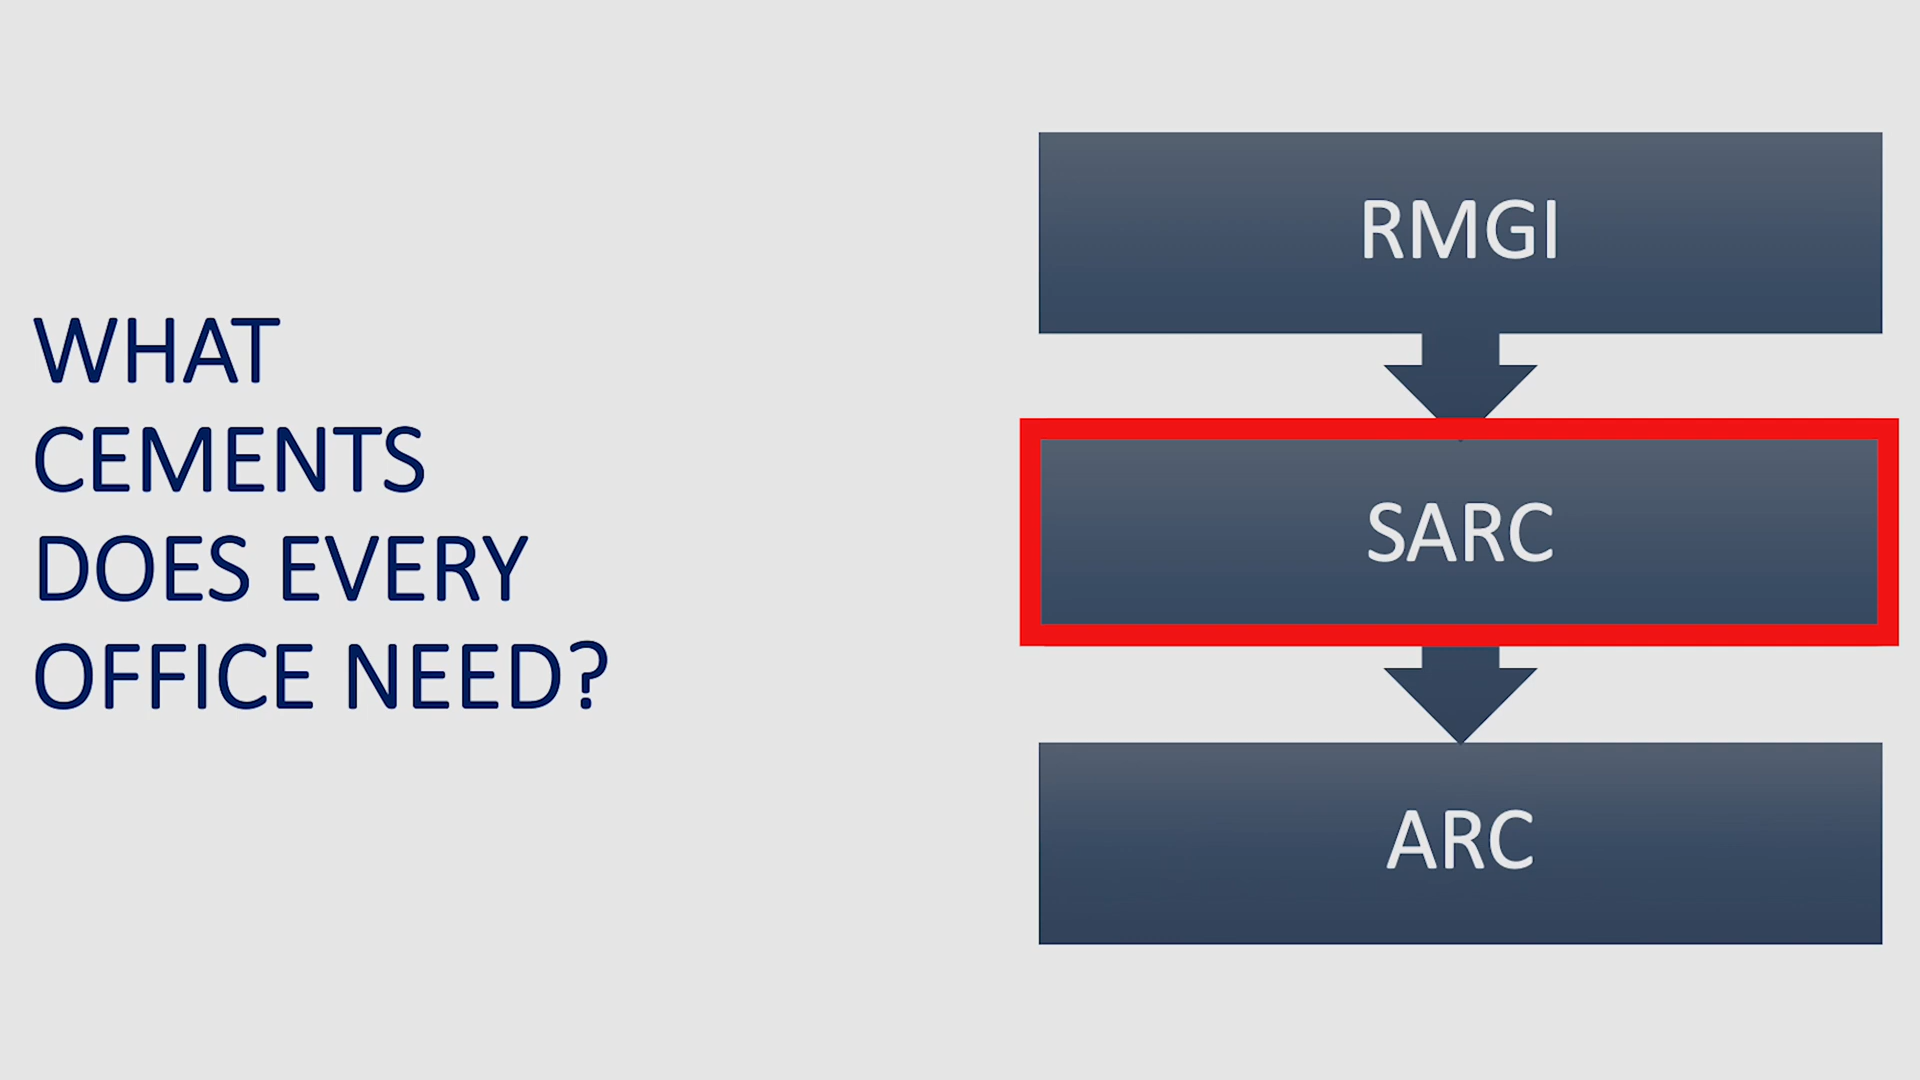 WHAT
CEMENTS
DOES EVERY
OFFICE NEED?
RMGI
SARC
ARC